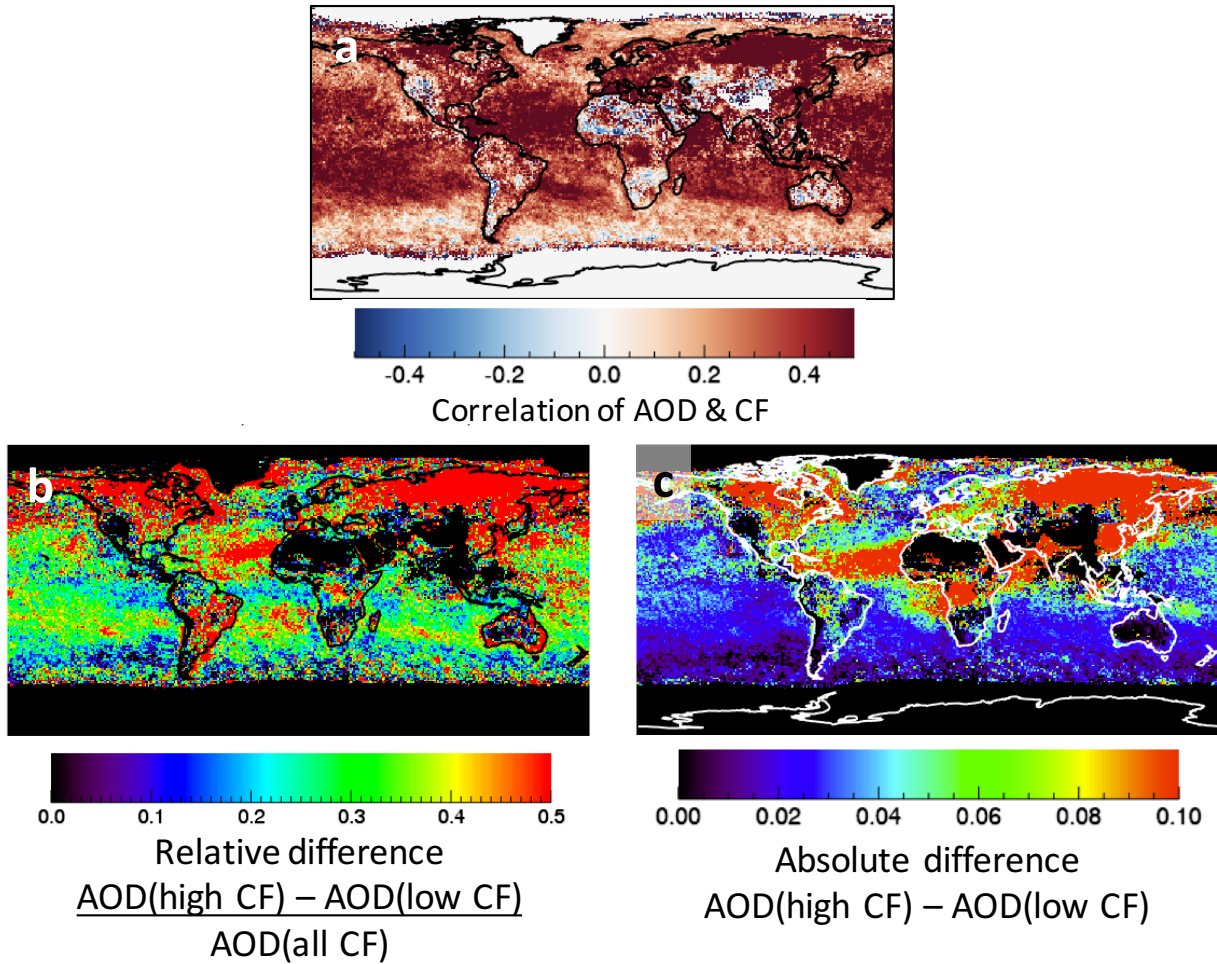 a
-0.4 -0.2 0.0 0.2 0.4
Correlation of AOD & CF
b c
0.0 0.1 0.2 0.3 0.4 0.5
Relative difference
AOD(high CF) – AOD(low CF)
AOD(all CF)
0.00 0.02 0.04 0.06 0.08 0.10
Absolute difference
AOD(high CF) – AOD(low CF)